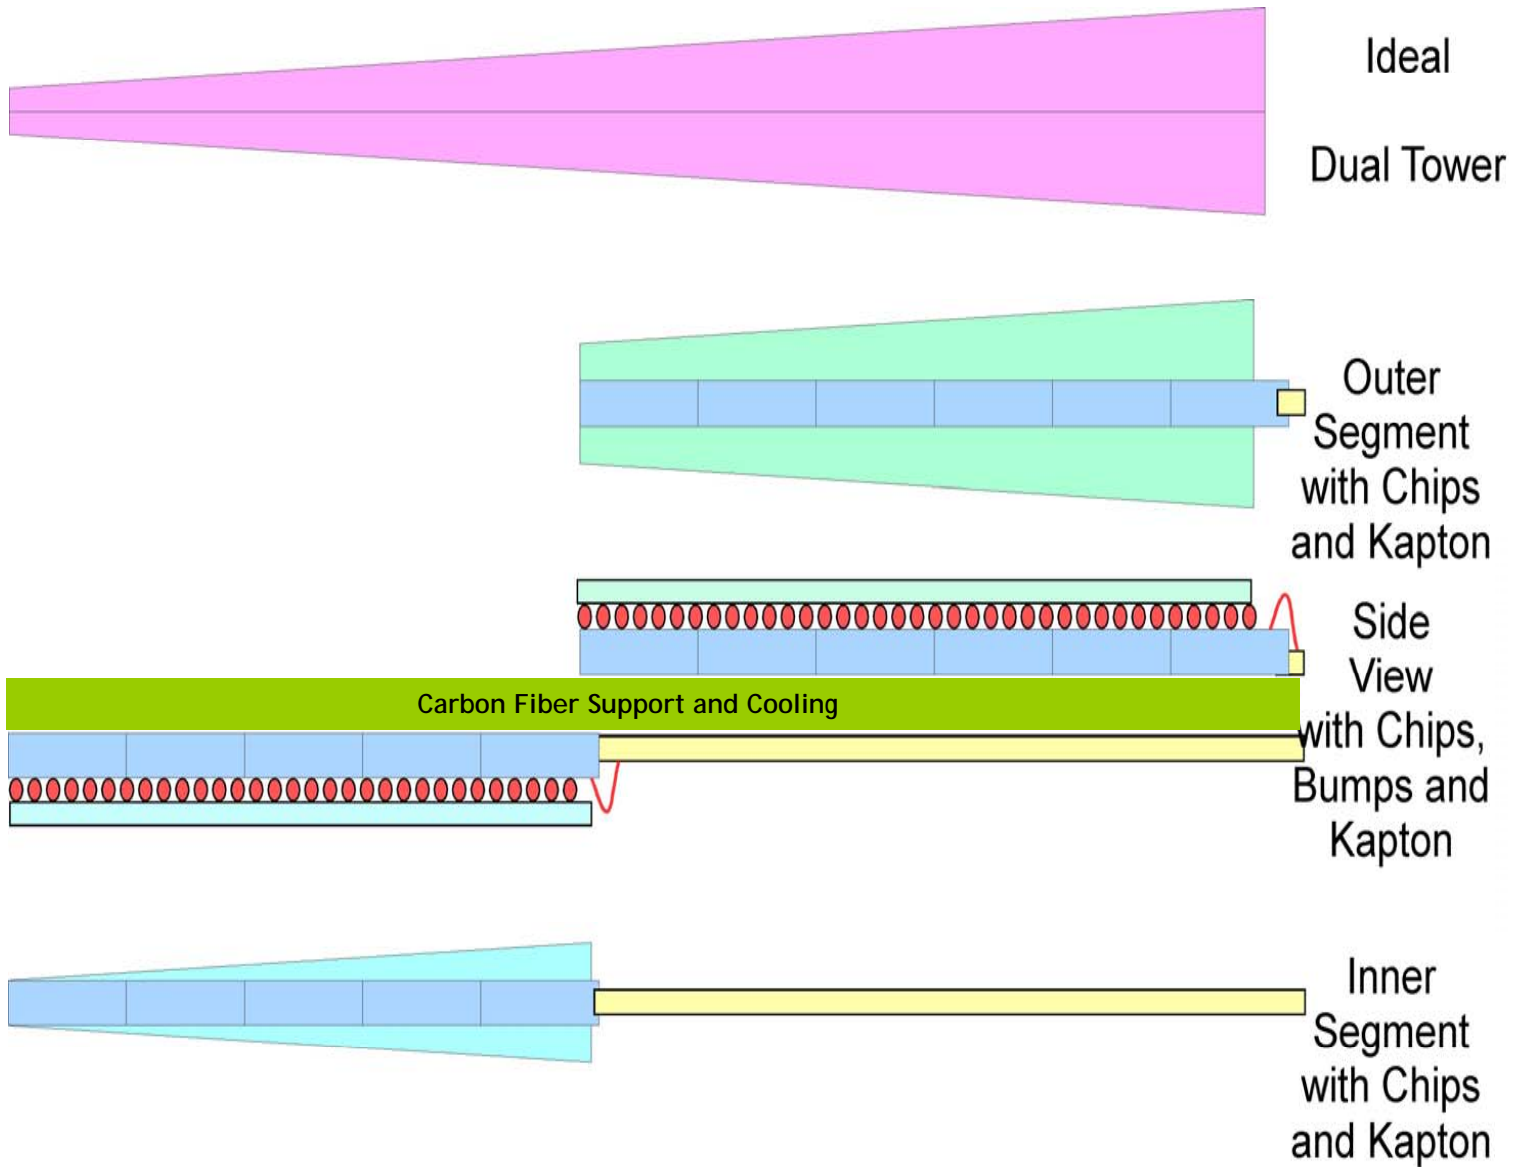 Ideal
Dual Tower
Outer
Segment
with Chips
and Kapton
Side
View
with Chips,
Bumps and
Kapton
Carbon Fiber Support and Cooling
Inner
Segment
with Chips
and Kapton